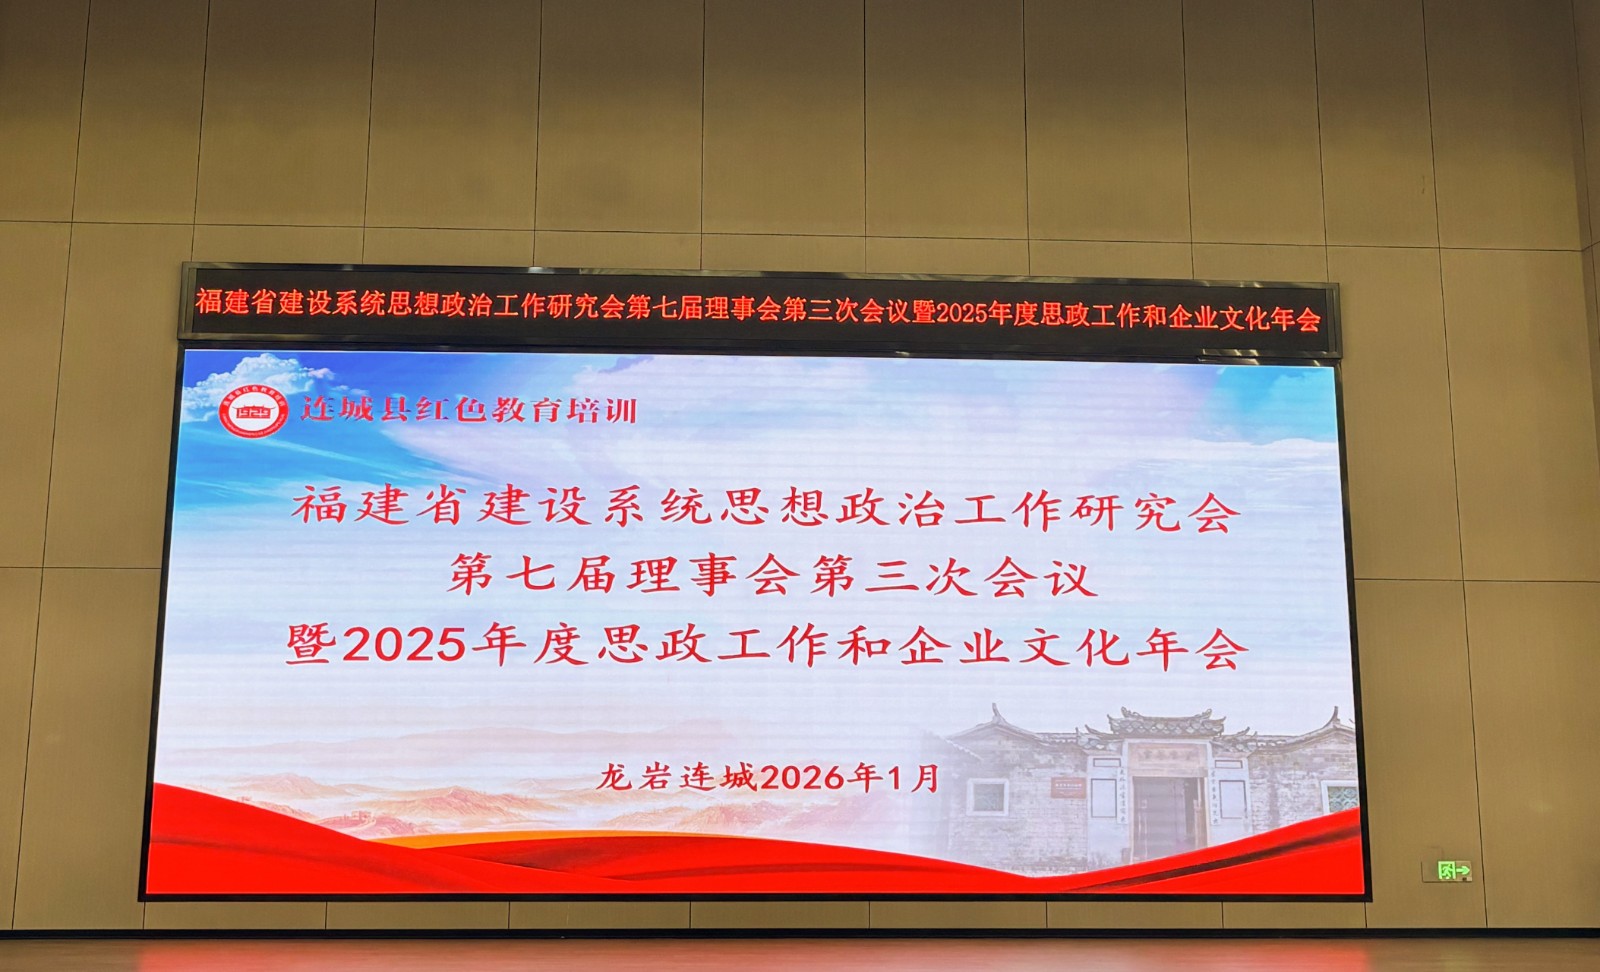 福建省建设系统思想政治工作研究会第七届理事会第三次会议暨2025年度思政工作和企业文化年会
连城县红色教育培训
福建省建设系统思想政治工作研究会
第七届理事会第三次会议
暨2025年度思政工作和企业文化年会
龙岩连城2026年1月